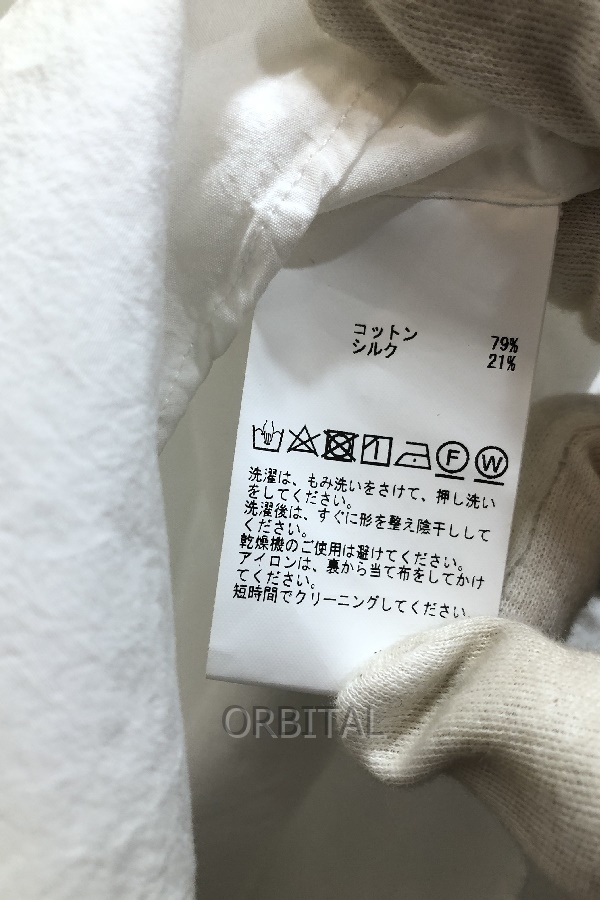 コットン 79%
シルク 21%
F W
洗濯は、もみ洗いをさけて、押し洗い
をしてください。
洗濯後は、すぐに形を整え陰干しして
ください。
乾燥機のご使用は避けてください。
アイロンは、裏から当て布をしてかけ
てください。
短時間でクリーニングしてください。
ORBITAL